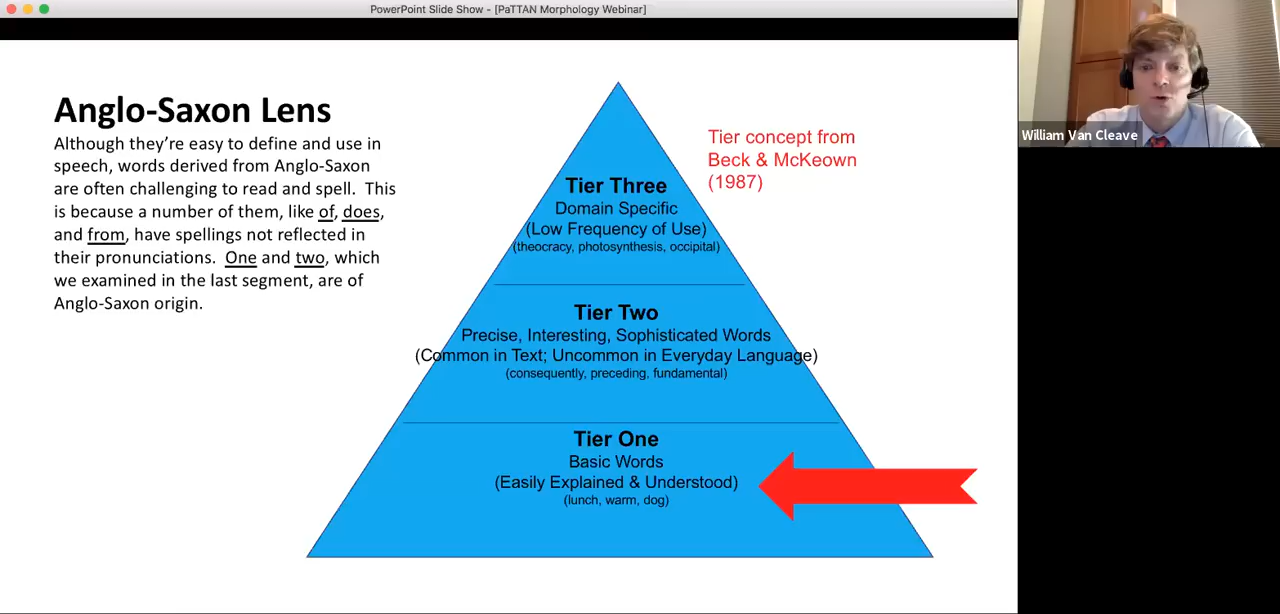 PowerPoint Slide Show - [PaTTAN Morphology Webinar]
Anglo-Saxon Lens
Although they're easy to define and use in
speech, words derived from Anglo-Saxon
are often challenging to read and spell.  This
is because a number of them, like of, does,
and from, have spellings not reflected in
their pronunciations.  One and two, which
we examined in the last segment, are of
Anglo-Saxon origin.
Tier concept from
Beck & McKeown
(1987)
Tier Three
Domain Specific
(Low Frequency of Use)
(theocracy, photosynthesis, occipital)
Tier Two
Precise, Interesting, Sophisticated Words
(Common in Text; Uncommon in Everyday Language)
(consequently, preceding, fundamental)
Tier One
Basic Words
(Easily Explained & Understood)
(lunch, warm, dog)
William Van Cleave